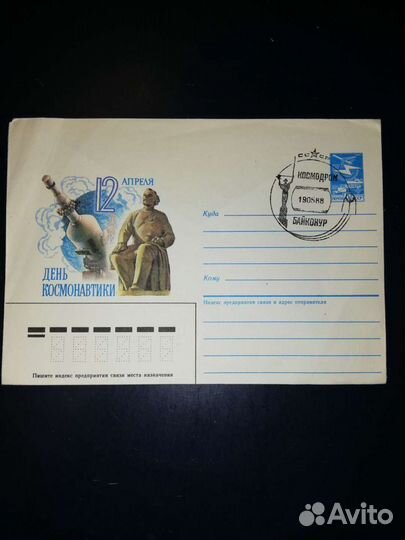 12
АПРЕЛЯ
ДЕНЬ
КОСМОНАВТИКИ
СССР
КОСМОДРОМ
190588
БАЙКОНУР
Куда
Кому
Индекс предприятия связи и адрес отправителя
Пишите индекс предприятия связи места назначения
Avito